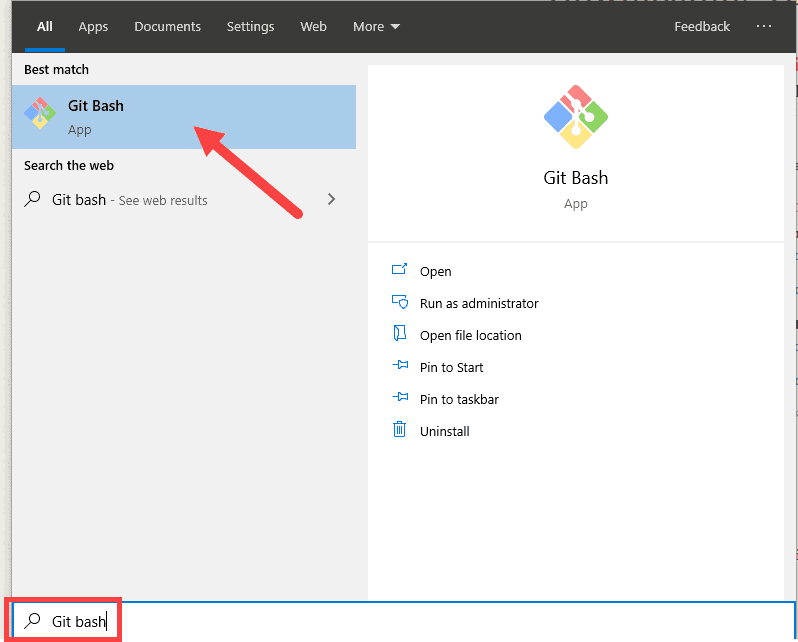 All Apps Documents Settings Web More Feedback ...
Best match
Git Bash
App
Search the web
Git bash - See web results
Git Bash
App
Open
Run as administrator
Open file location
Pin to Start
Pin to taskbar
Uninstall
Git bash